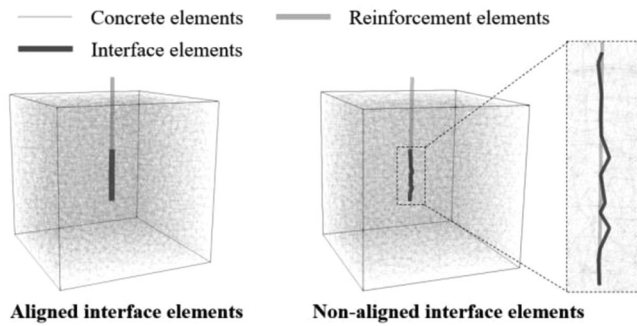 Concrete elements
Reinforcement elements
Interface elements
Aligned interface elements
Non-aligned interface elements